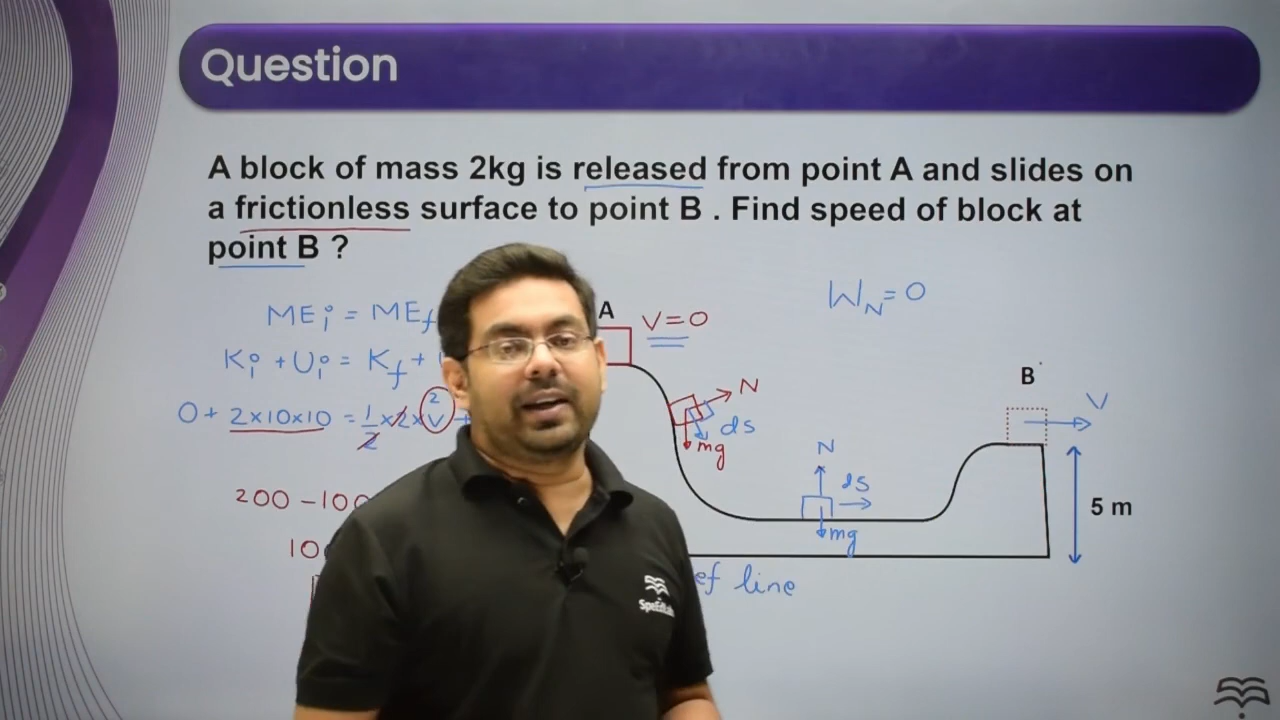 Question
A block of mass 2kg is released from point A and slides on
a frictionless surface to point B . Find speed of block at
point B ?
W_N = 0
ME_i = ME_f
A
V=0
K_i + U_i = K_f +
B
0 + 2×10×10 = 1/2 ×2×V²
N
ds
mg
V
N
ds
mg
200 - 100
5 m
10
ef line
SpeEdLabs